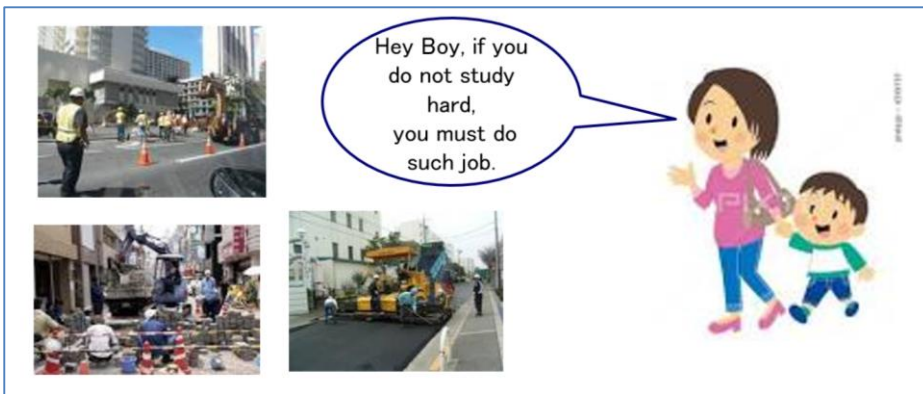 Hey Boy, if you
do not study
hard,
you must do
such job.